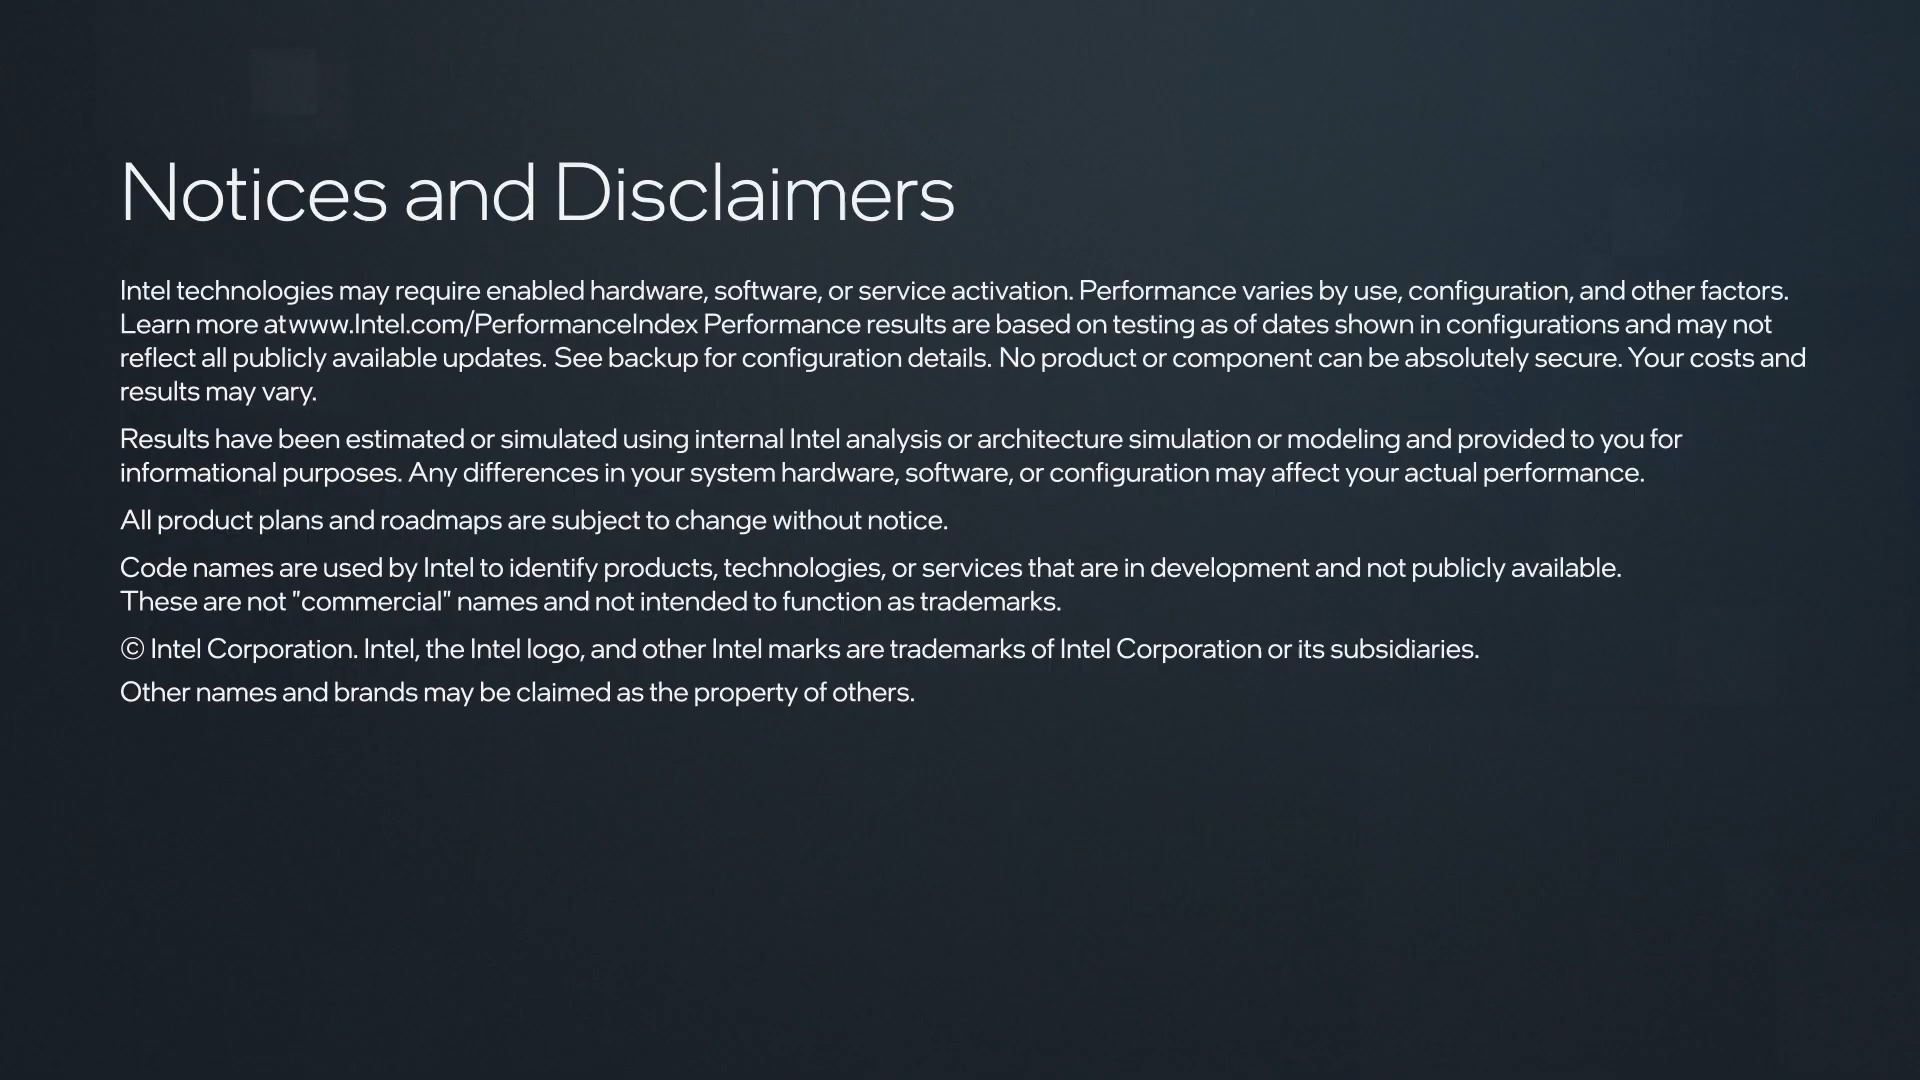 Notices and Disclaimers
Intel technologies may require enabled hardware, software, or service activation. Performance varies by use, configuration, and other factors.
Learn more atwww.Intel.com/PerformanceIndex Performance results are based on testing as of dates shown in configurations and may not
reflect all publicly available updates. See backup for configuration details. No product or component can be absolutely secure. Your costs and
results may vary.
Results have been estimated or simulated using internal Intel analysis or architecture simulation or modeling and provided to you for
informational purposes. Any differences in your system hardware, software, or configuration may affect your actual performance.
All product plans and roadmaps are subject to change without notice.
Code names are used by Intel to identify products, technologies, or services that are in development and not publicly available.
These are not "commercial" names and not intended to function as trademarks.
© Intel Corporation. Intel, the Intel logo, and other Intel marks are trademarks of Intel Corporation or its subsidiaries.
Other names and brands may be claimed as the property of others.